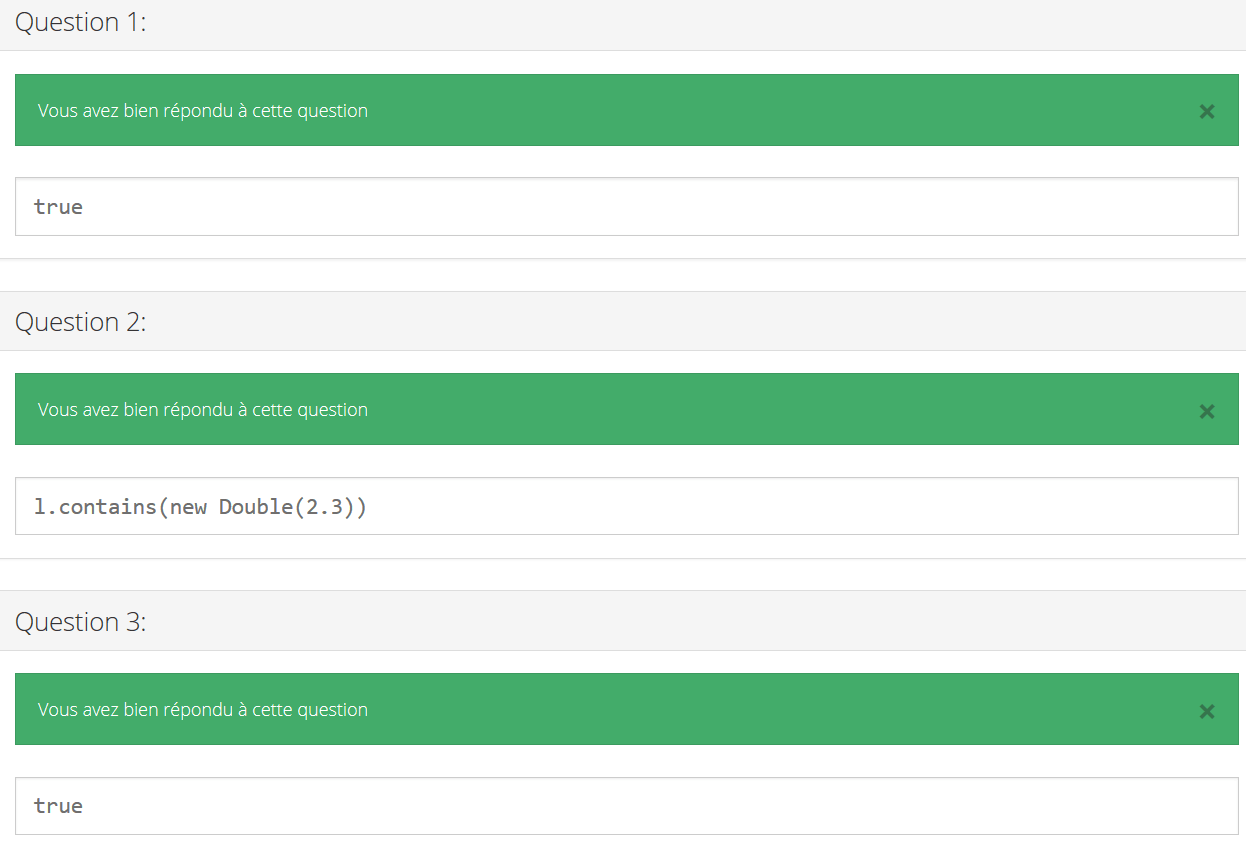 Question 1:
Vous avez bien répondu à cette question
×
true
Question 2:
Vous avez bien répondu à cette question
×
l.contains(new Double(2.3))
Question 3:
Vous avez bien répondu à cette question
×
true